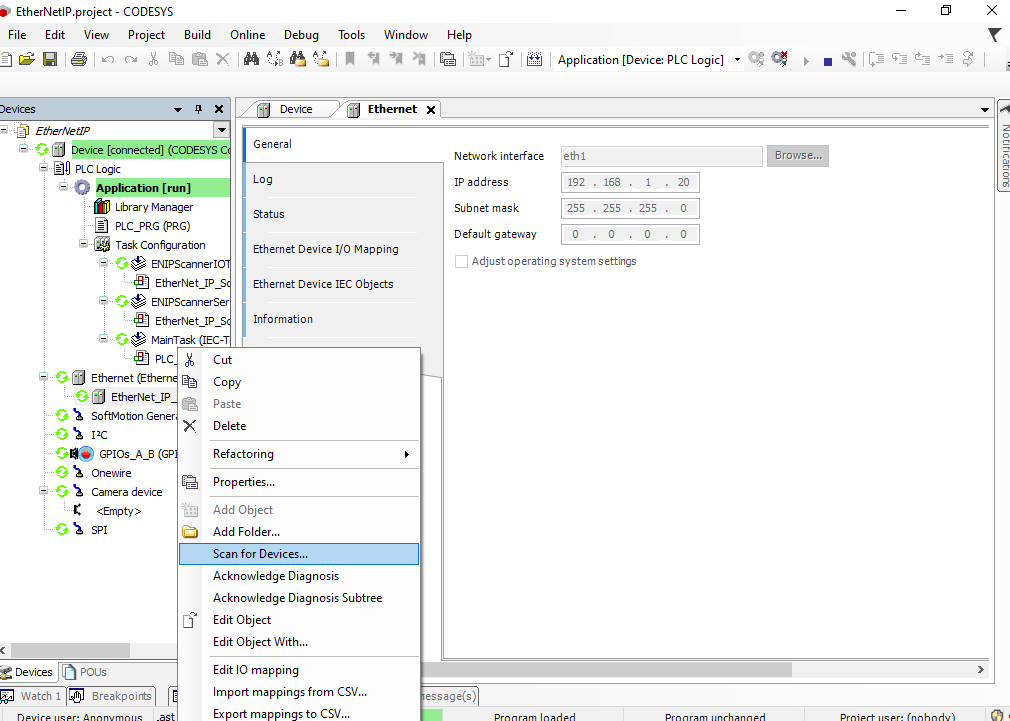 EtherNetIP.project - CODESYS
File Edit View Project Build Online Debug Tools Window Help
Application [Device: PLC Logic]
Devices
EtherNetIP
Device [connected] (CODESYS Co
PLC Logic
Application [run]
Library Manager
PLC_PRG (PRG)
Task Configuration
ENIPScannerIOT
EtherNet_IP_Sc
ENIPScannerSer
EtherNet_IP_Sc
MainTask (IEC-T
PLC_
Ethernet (Etherne
EtherNet_IP_
SoftMotion Genera
I²C
GPIOs_A_B (GPI
Onewire
Camera device
<Empty>
SPI
Device
Ethernet
General
Log
Status
Ethernet Device I/O Mapping
Ethernet Device IEC Objects
Information
Network interface eth1 Browse...
IP address 192 . 168 . 1 . 20
Subnet mask 255 . 255 . 255 . 0
Default gateway 0 . 0 . 0 . 0
Adjust operating system settings
Notifications
Cut
Copy
Paste
Delete
Refactoring
Properties...
Add Object
Add Folder...
Scan for Devices...
Acknowledge Diagnosis
Acknowledge Diagnosis Subtree
Edit Object
Edit Object With...
Edit IO mapping
Import mappings from CSV...
Export mappings to CSV...
Devices POUs
Watch 1 Breakpoints message(s)
Device user: Anonymous Last Program loaded Program unchanged Project user: (nobody)